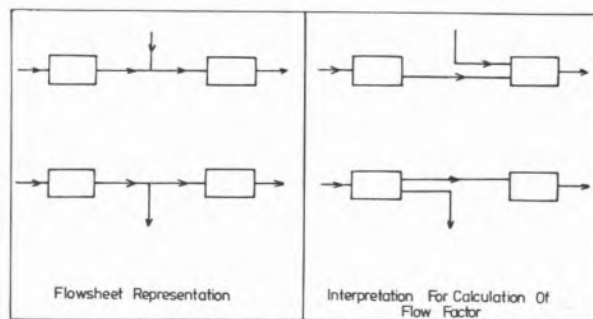 Flowsheet Representation
Interpretation For Calculation Of
Flow Factor